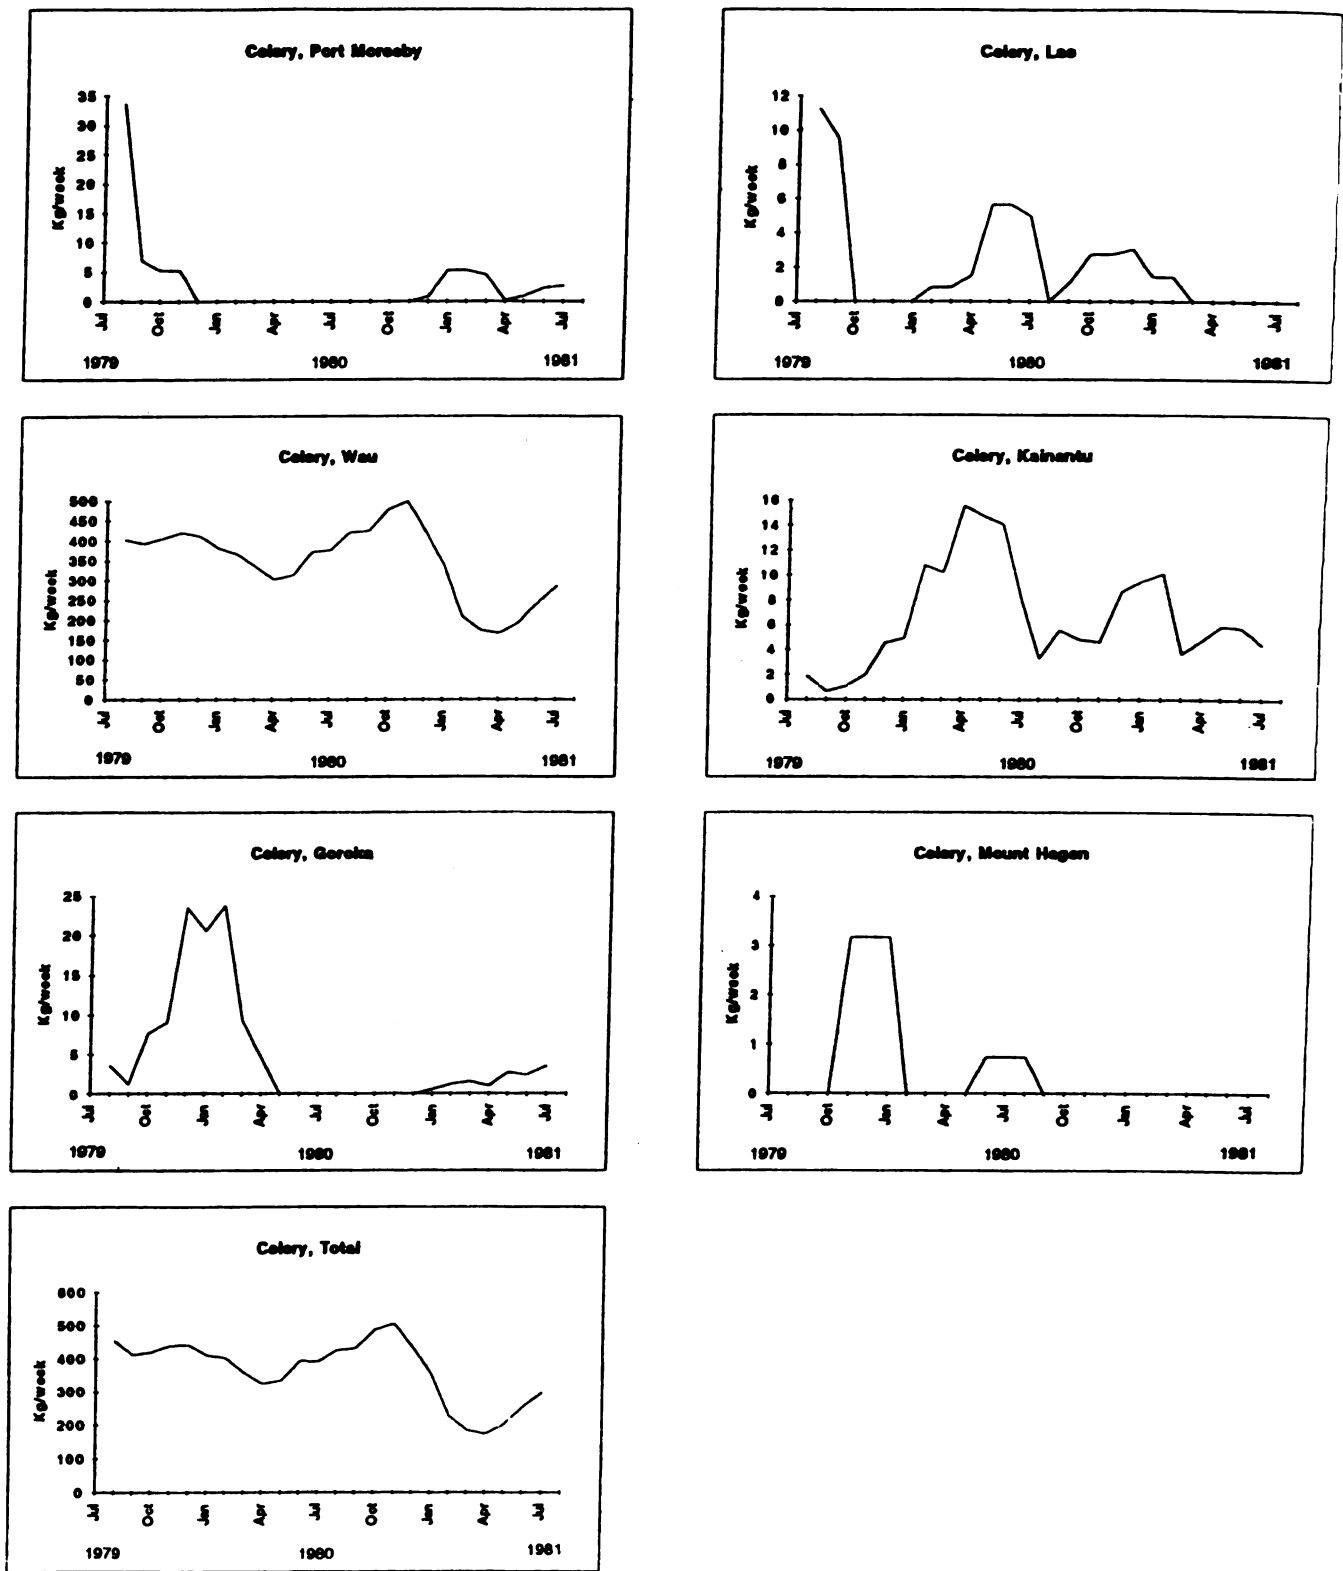 Celery, Port Moresby
35
30
25
20
15
10
5
0
Kg/week
Jul
Oct
Jan
Apr
Jul
Oct
Jan
Apr
Jul
1979
1980
1981
Celery, Lae
12
10
8
6
4
2
0
Kg/week
Jul
Oct
Jan
Apr
Jul
Oct
Jan
Apr
Jul
1979
1980
1981
Celery, Wau
500
450
400
350
300
250
200
150
100
50
0
Kg/week
Jul
Oct
Jan
Apr
Jul
Oct
Jan
Apr
Jul
1979
1980
1981
Celery, Kainantu
16
14
12
10
8
6
4
2
0
Kg/week
Jul
Oct
Jan
Apr
Jul
Oct
Jan
Apr
Jul
1979
1980
1981
Celery, Goroka
25
20
15
10
5
0
Kg/week
Jul
Oct
Jan
Apr
Jul
Oct
Jan
Apr
Jul
1979
1980
1981
Celery, Mount Hagen
4
3
2
1
0
Kg/week
Jul
Oct
Jan
Apr
Jul
Oct
Jan
Apr
Jul
1979
1980
1981
Celery, Total
600
500
400
300
200
100
0
Kg/week
Jul
Oct
Jan
Apr
Jul
Oct
Jan
Apr
Jul
1979
1980
1981